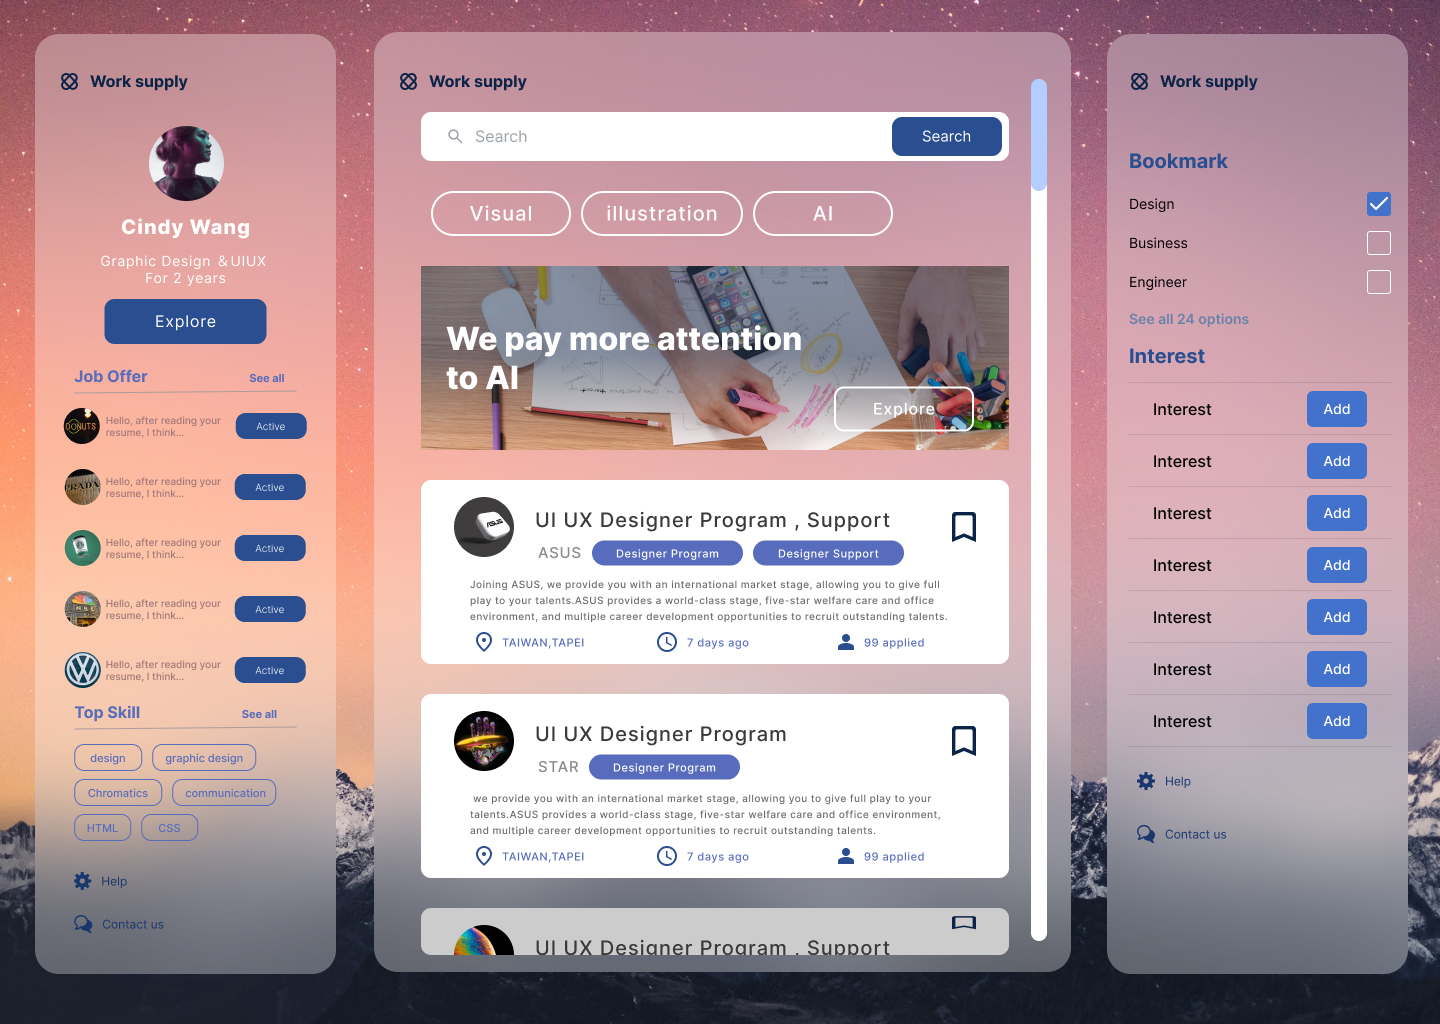 Work supply
Cindy Wang
Graphic Design & UIUX
For 2 years
Explore
Job Offer
See all
DONUTS
Hello, after reading your
resume, I think...
Active
PRADA
Hello, after reading your
resume, I think...
Active
Hello, after reading your
resume, I think...
Active
Hello, after reading your
resume, I think...
Active
Hello, after reading your
resume, I think...
Active
Top Skill
See all
design
graphic design
Chromatics
communication
HTML
CSS
Help
Contact us
Work supply
Search
Search
Visual
illustration
AI
We pay more attention
to AI
Explore
UI UX Designer Program , Support
ASUS
ASUS
Designer Program
Designer Support
Joining ASUS, we provide you with an international market stage, allowing you to give full
play to your talents.ASUS provides a world-class stage, five-star welfare care and office
environment, and multiple career development opportunities to recruit outstanding talents.
TAIWAN,TAPEI
7 days ago
99 applied
UI UX Designer Program
STAR
Designer Program
we provide you with an international market stage, allowing you to give full play to your
talents.ASUS provides a world-class stage, five-star welfare care and office environment,
and multiple career development opportunities to recruit outstanding talents.
TAIWAN,TAPEI
7 days ago
99 applied
UI UX Designer Program , Support
Work supply
Bookmark
Design
Business
Engineer
See all 24 options
Interest
Interest
Add
Interest
Add
Interest
Add
Interest
Add
Interest
Add
Interest
Add
Interest
Add
Help
Contact us